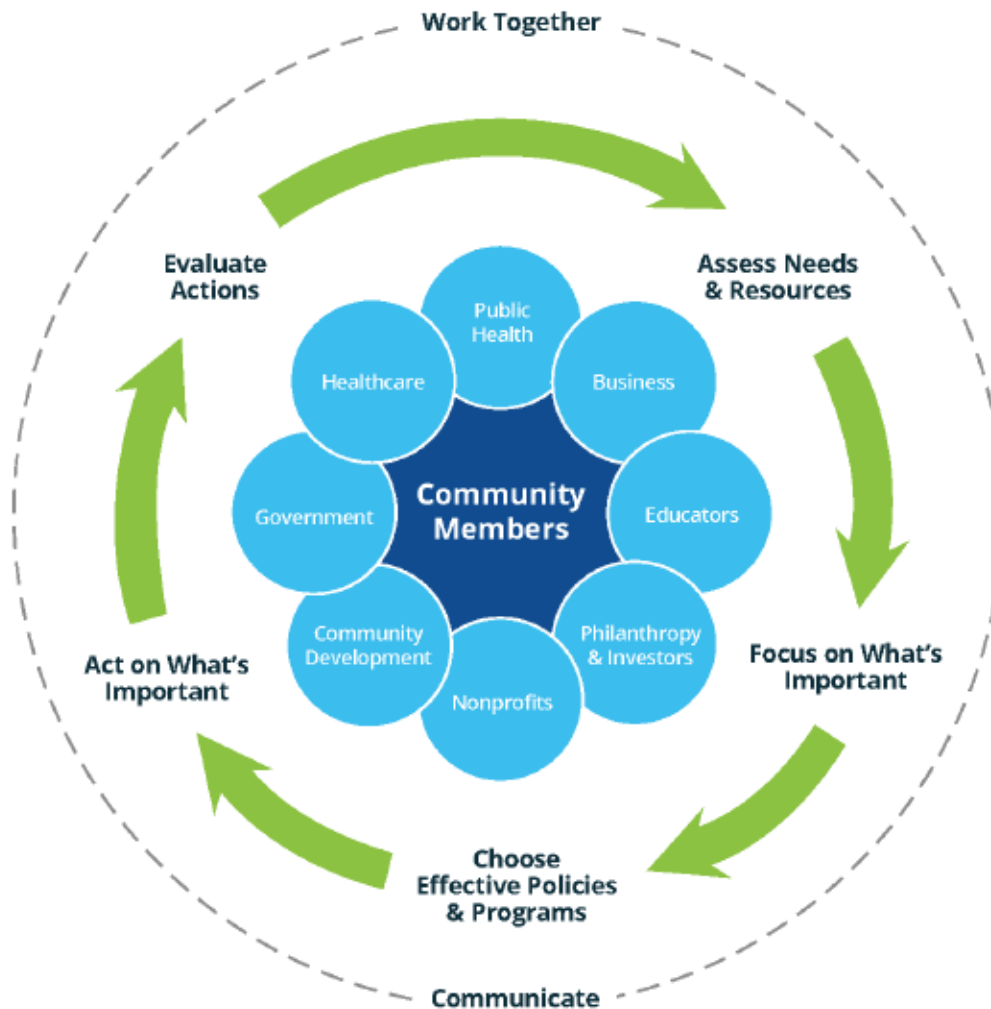 Work Together
Evaluate
Actions
Assess Needs
& Resources
Public
Health
Healthcare
Business
Community
Members
Government
Educators
Community
Development
Philanthropy
& Investors
Nonprofits
Act on What's
Important
Focus on What's
Important
Choose
Effective Policies
& Programs
Communicate